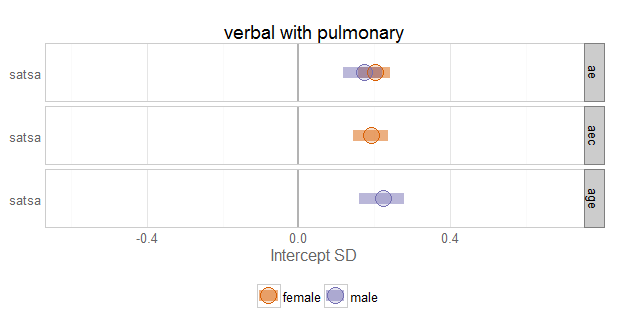 verbal with pulmonary
satsa
ae
satsa
aec
satsa
age
-0.4 0.0 0.4
Intercept SD
female male